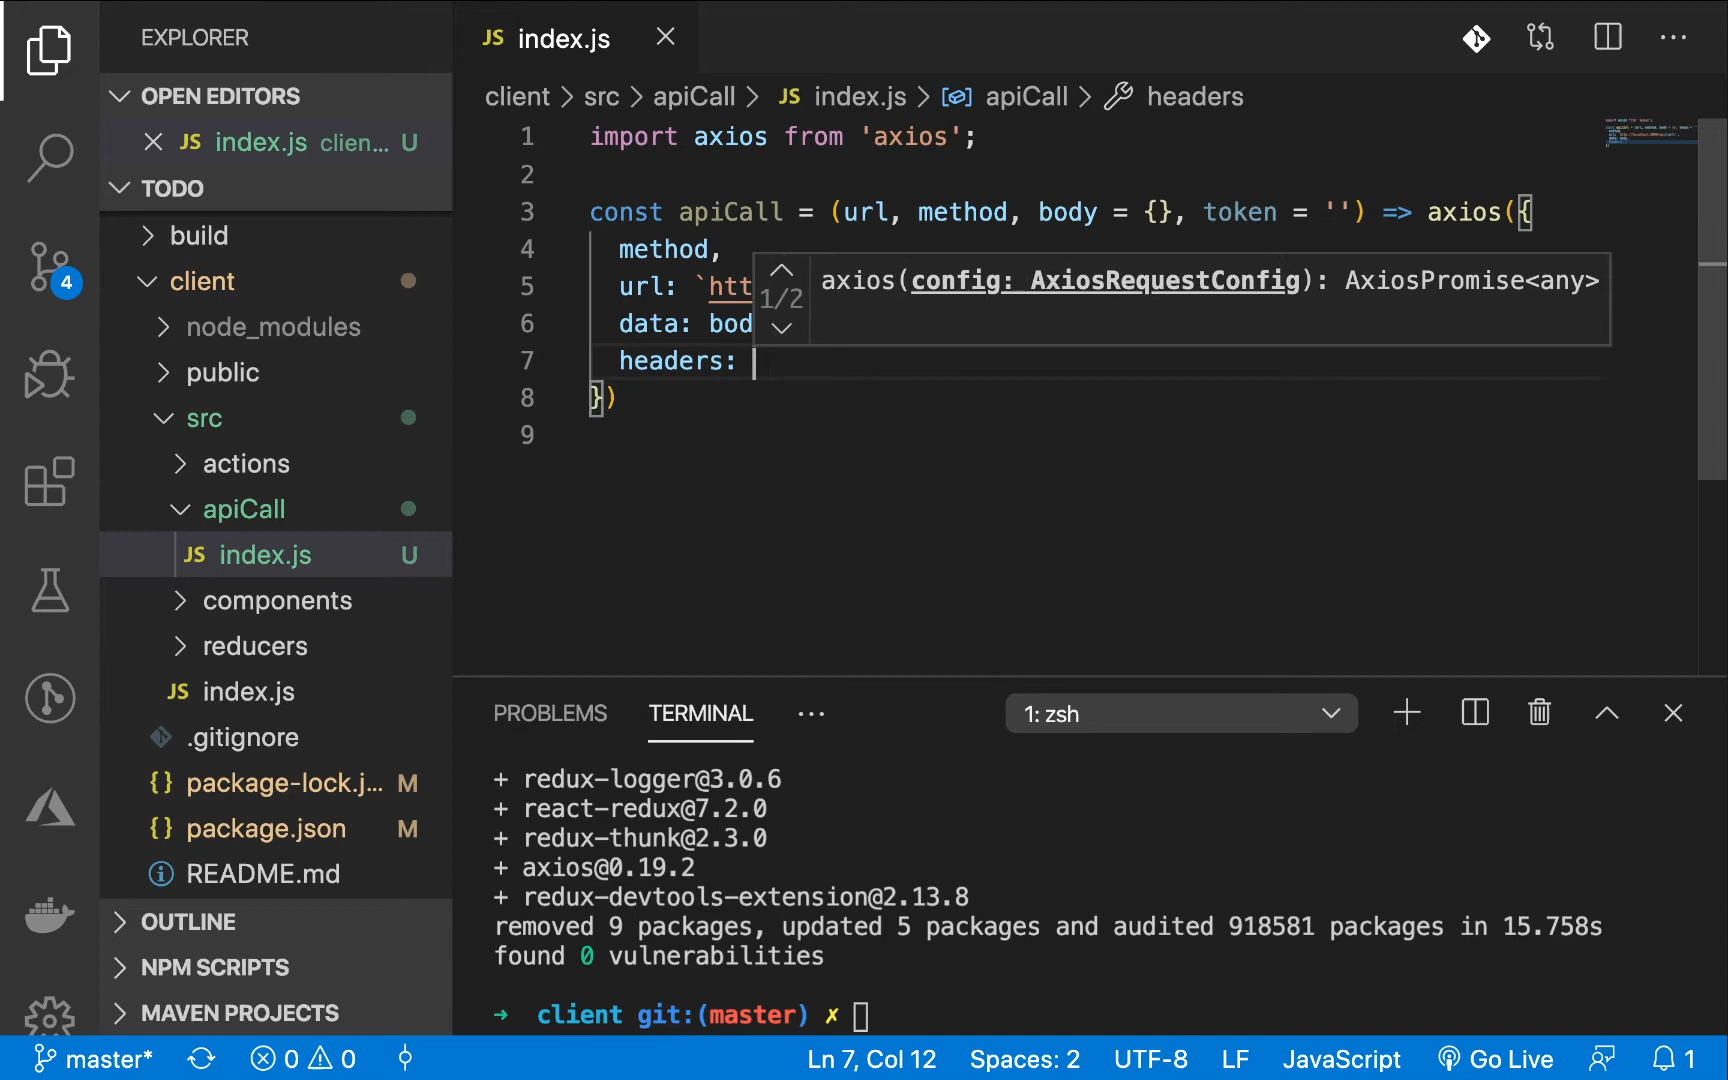 EXPLORER
OPEN EDITORS
JS index.js clien... U
TODO
build
client
node_modules
public
src
actions
apiCall
JS index.js U
components
reducers
JS index.js
.gitignore
{} package-lock.j... M
{} package.json M
README.md
OUTLINE
NPM SCRIPTS
MAVEN PROJECTS
4
JS index.js
client > src > apiCall > JS index.js > apiCall > headers
1 import axios from 'axios';
2
3 const apiCall = (url, method, body = {}, token = '') => axios({
4 method,
5 url: `htt
6 data: bod
7 headers:
8 })
9
1/2 axios(config: AxiosRequestConfig): AxiosPromise<any>
PROBLEMS TERMINAL ... 1: zsh
+ redux-logger@3.0.6
+ react-redux@7.2.0
+ redux-thunk@2.3.0
+ axios@0.19.2
+ redux-devtools-extension@2.13.8
removed 9 packages, updated 5 packages and audited 918581 packages in 15.758s
found 0 vulnerabilities
➜ client git:(master) ✗
master* 0 0 Ln 7, Col 12 Spaces: 2 UTF-8 LF JavaScript Go Live 1